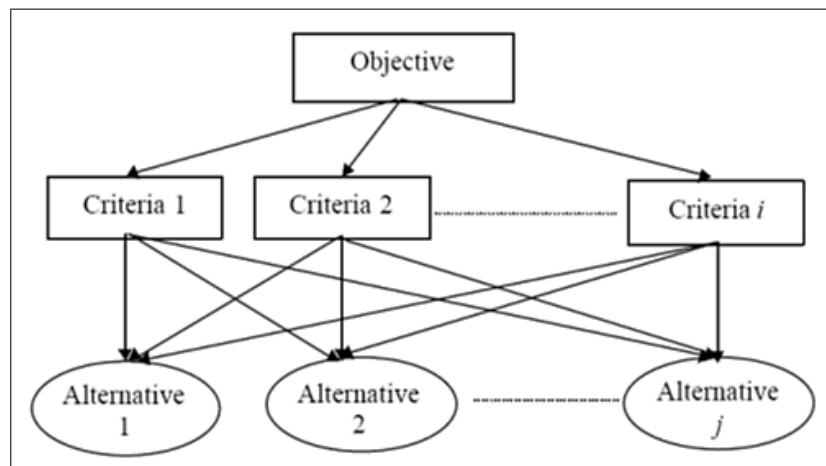 Objective
Criteria 1
Criteria 2
Criteria i
Alternative
1
Alternative
2
Alternative
j